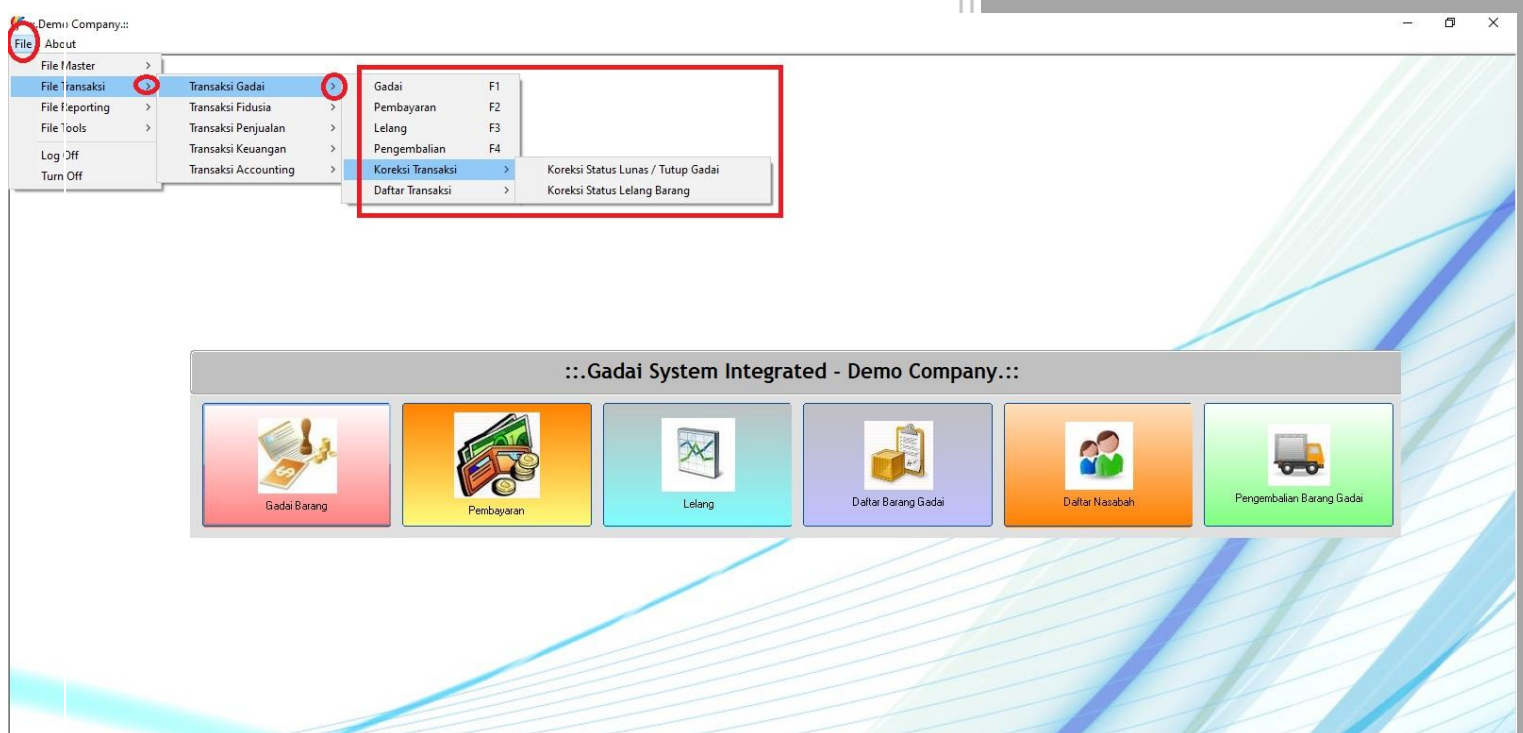 ::.Demo Company.::
File About
File Master
File Transaksi
File Reporting
File Tools
Log Off
Turn Off
Transaksi Gadai
Transaksi Fidusia
Transaksi Penjualan
Transaksi Keuangan
Transaksi Accounting
Gadai F1
Pembayaran F2
Lelang F3
Pengembalian F4
Koreksi Transaksi
Daftar Transaksi
Koreksi Status Lunas / Tutup Gadai
Koreksi Status Lelang Barang
::.Gadai System Integrated - Demo Company.::
Gadai Barang
Pembayaran
Lelang
Daftar Barang Gadai
Daftar Nasabah
Pengembalian Barang Gadai